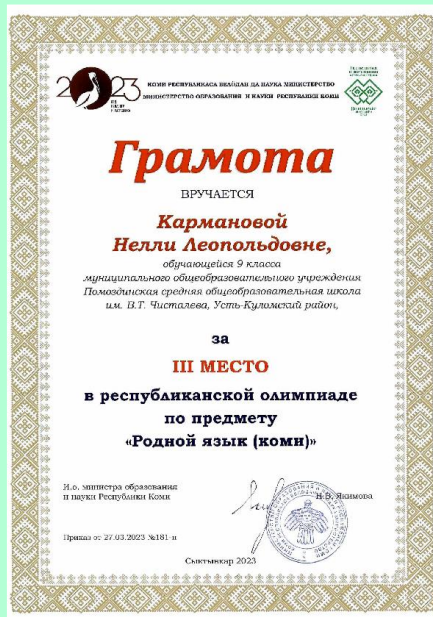 2023
КОМИ РЕСПУБЛИКАСА ВЕЛӦДАН ДА НАУКА МИНИСТЕРСТВО
МИНИСТЕРСТВО ОБРАЗОВАНИЯ И НАУКИ РЕСПУБЛИКИ КОМИ
Грамота
ВРУЧАЕТСЯ
Кармановой
Нелли Леопольдовне,
обучающейся 9 класса
муниципального общеобразовательного учреждения
Помоздинская средняя общеобразовательная школа
им. В.Т. Чисталева, Усть-Куломский район,
за
III МЕСТО
в республиканской олимпиаде
по предмету
«Родной язык (коми)»
И.о. министра образования
и науки Республики Коми
Н.В. Якимова
Приказ от 27.03.2023 №181-п
Сыктывкар 2023